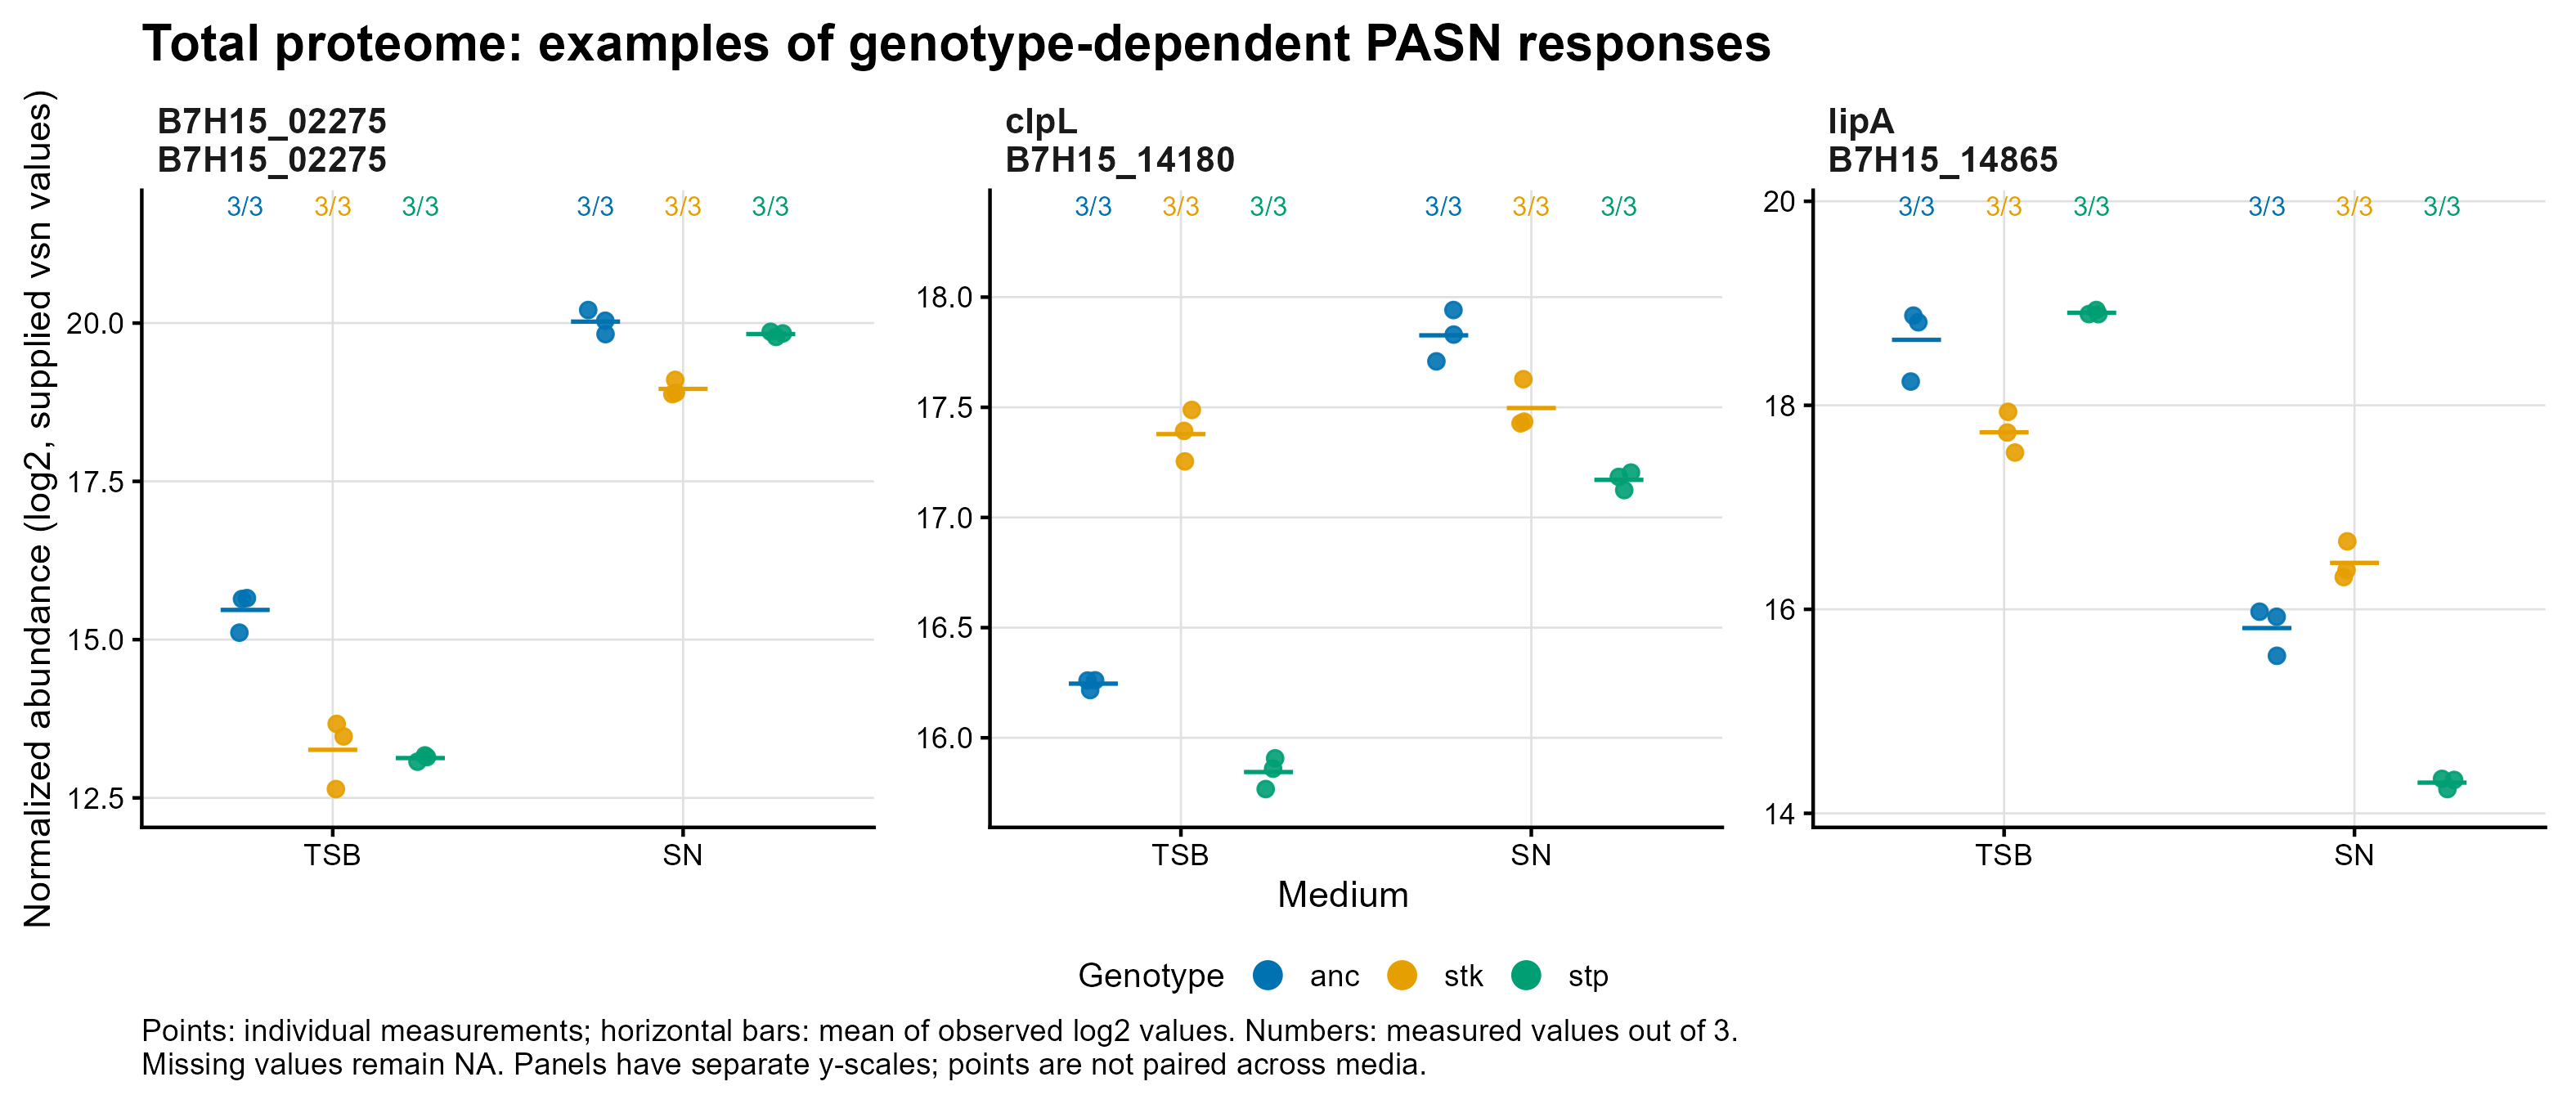 Total proteome: examples of genotype-dependent PASN responses
Normalized abundance (log2, supplied vsn values)
B7H15_02275
B7H15_02275
3/3 3/3 3/3 3/3 3/3 3/3
20.0
17.5
15.0
12.5
TSB SN
clpL
B7H15_14180
3/3 3/3 3/3 3/3 3/3 3/3
18.0
17.5
17.0
16.5
16.0
TSB SN
lipA
B7H15_14865
3/3 3/3 3/3 3/3 3/3 3/3
20
18
16
14
TSB SN
Medium
Genotype anc stk stp
Points: individual measurements; horizontal bars: mean of observed log2 values. Numbers: measured values out of 3.
Missing values remain NA. Panels have separate y-scales; points are not paired across media.